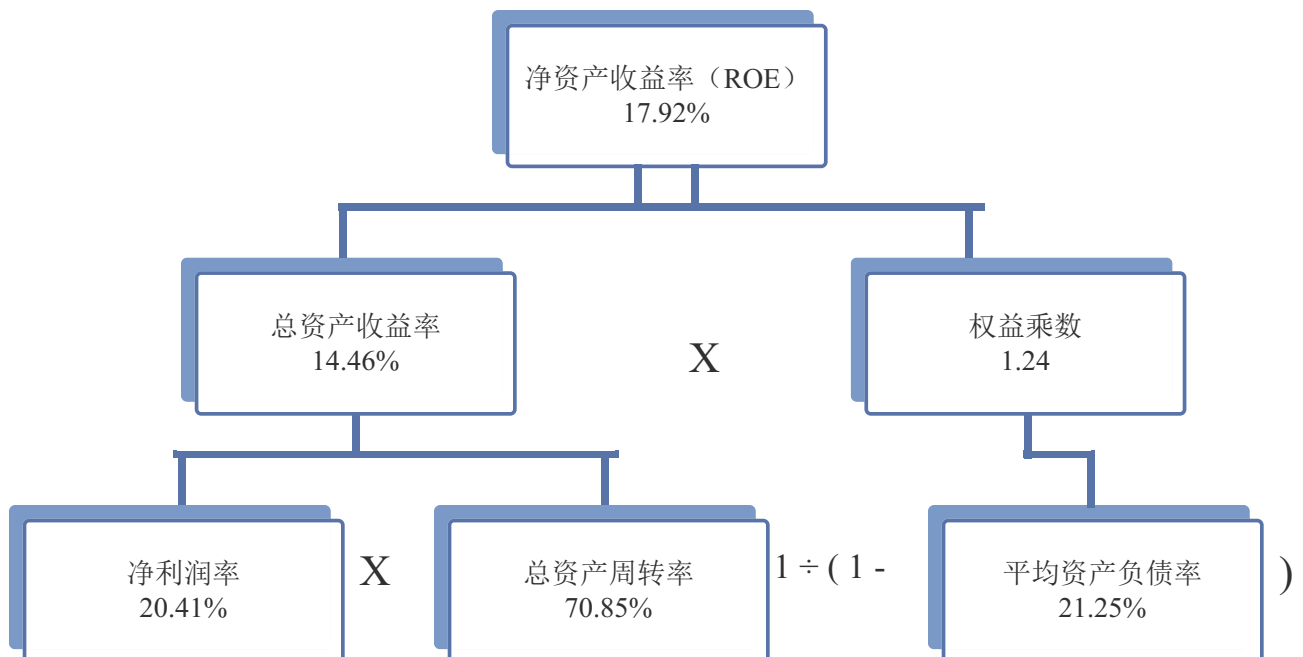 净资产收益率（ROE）
17.92%
总资产收益率
14.46%
X
权益乘数
1.24
净利润率
20.41%
X
总资产周转率
70.85%
1 ÷ ( 1 -
平均资产负债率
21.25%
)